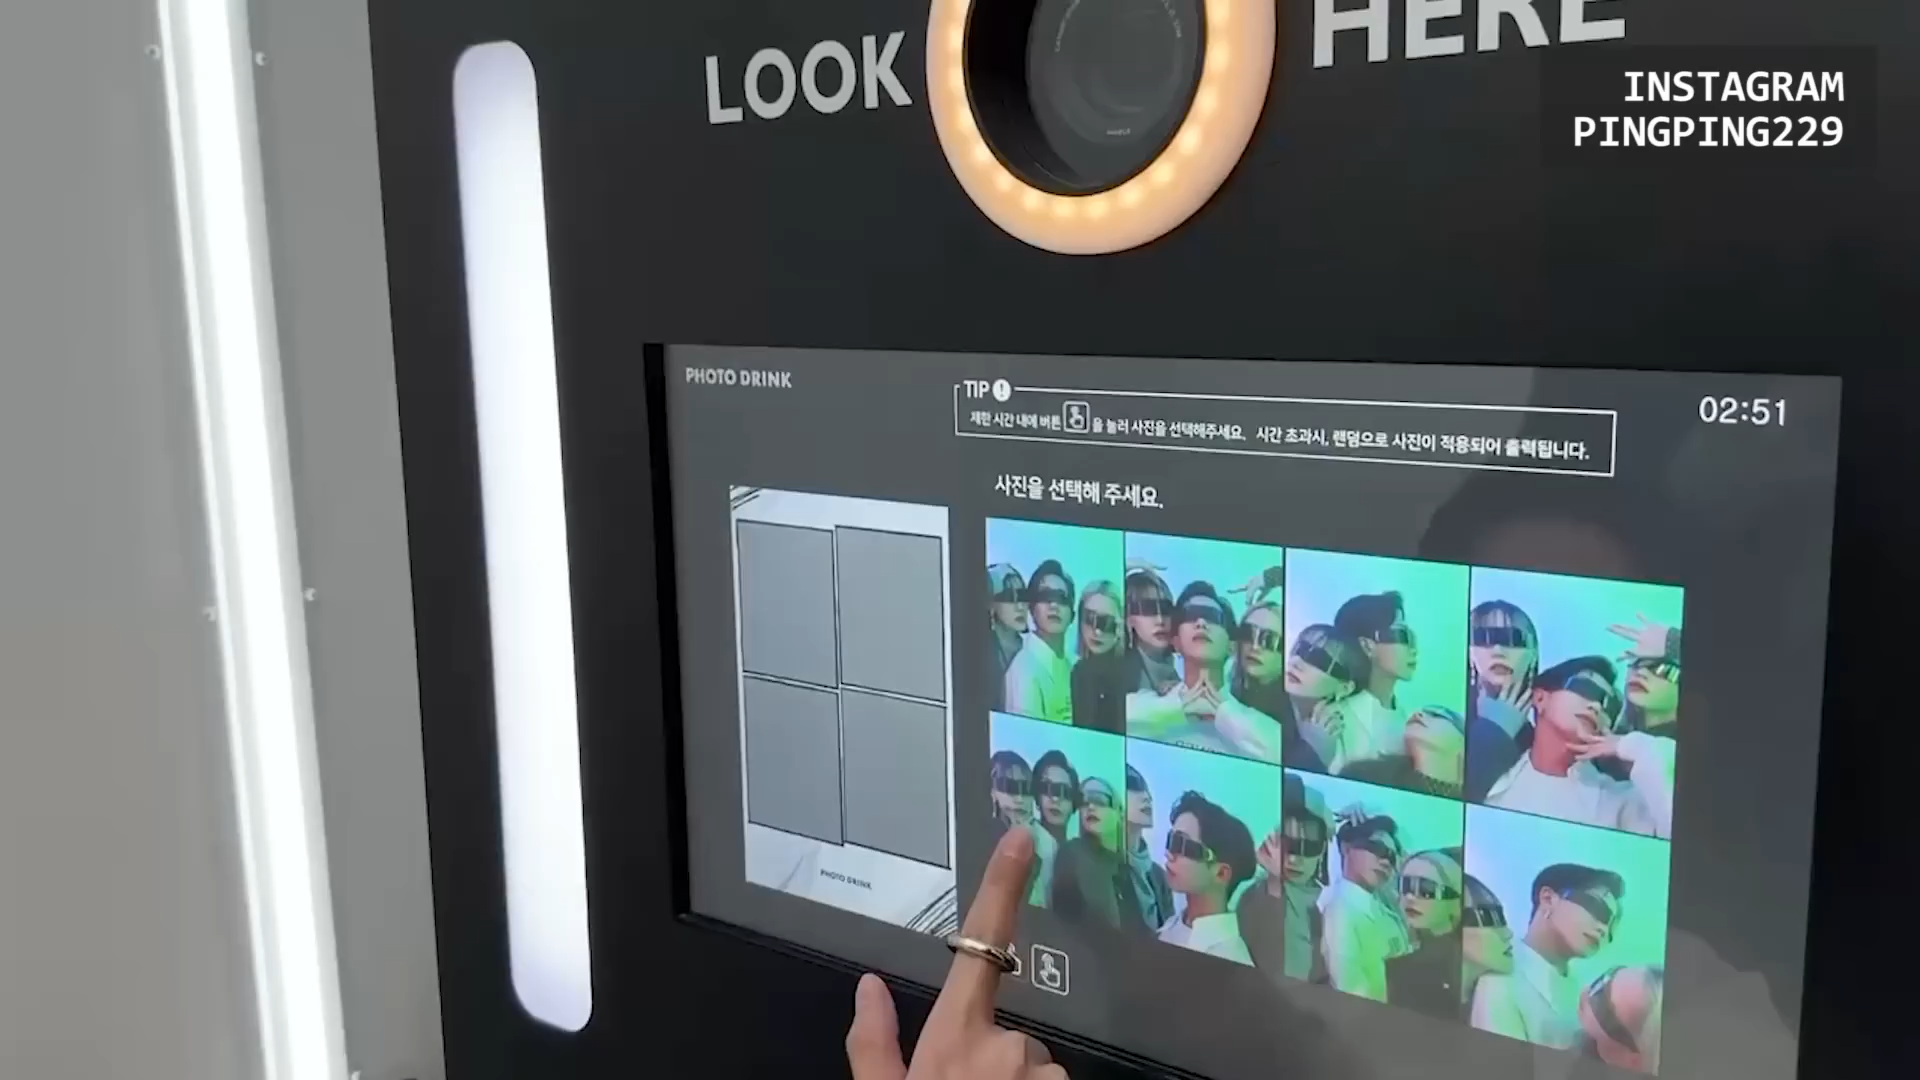 LOOK
HERE
INSTAGRAM
PINGPING229
PHOTO DRINK
TIP !
02:51
제한 시간 내에 버튼 을 눌러 사진을 선택해주세요. 시간 초과시, 랜덤으로 사진이 적용되어 출력됩니다.
사진을 선택해 주세요.
PHOTO DRINK